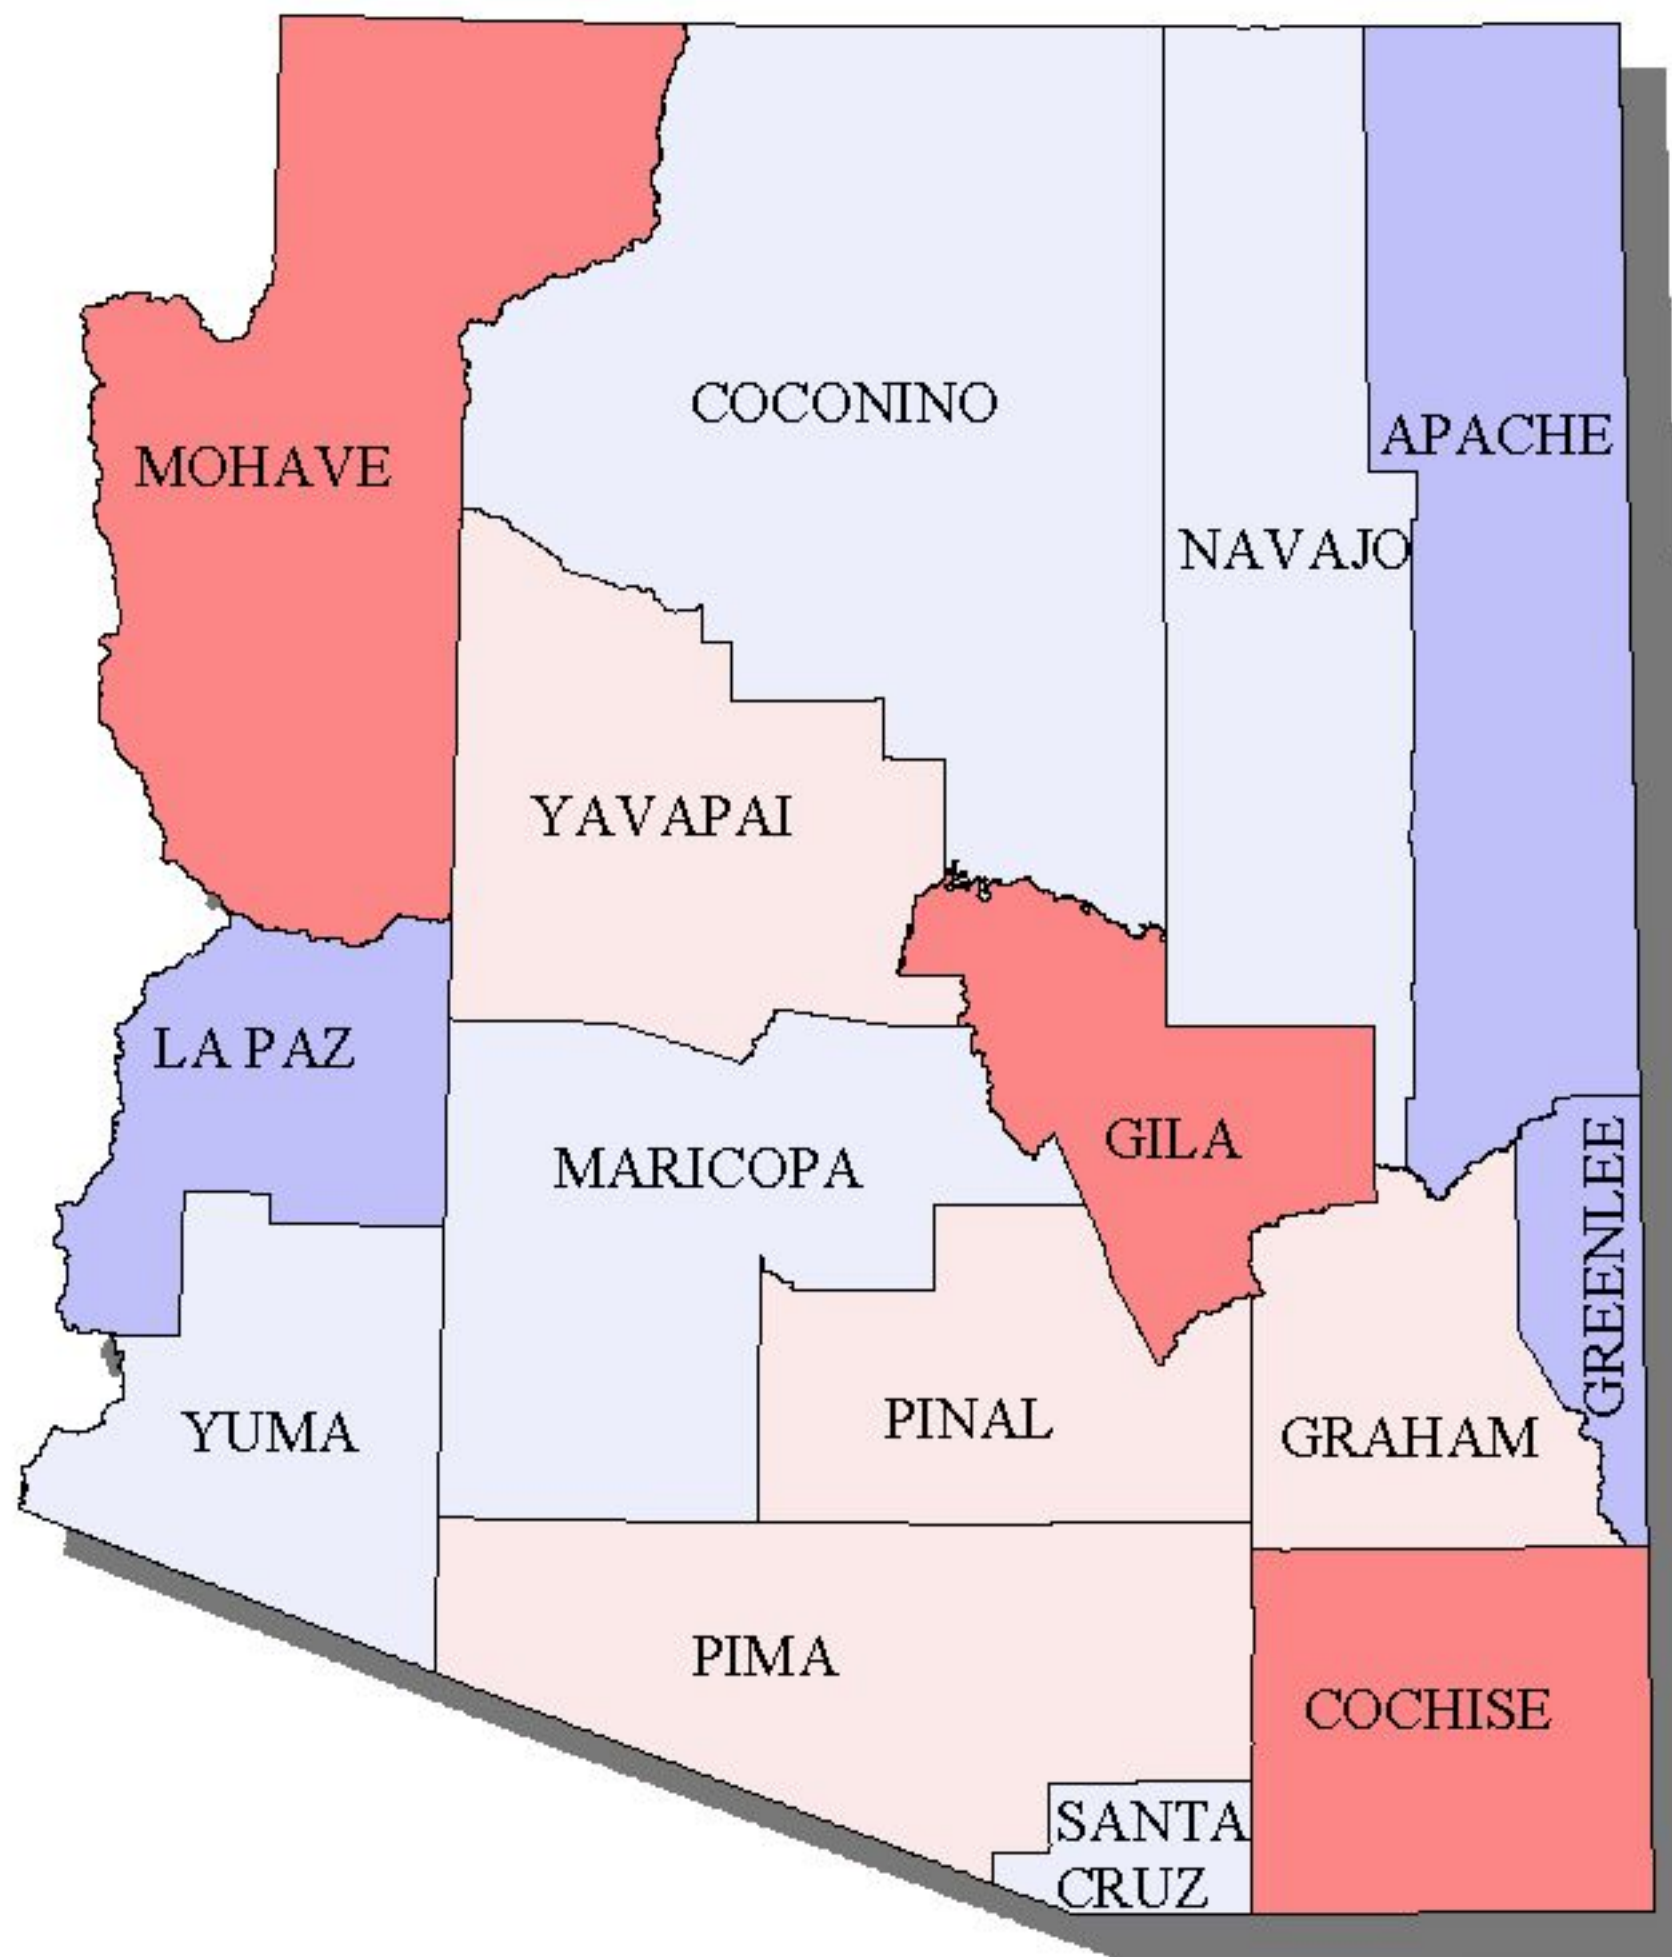 COCONINO
APACHE
MOHAVE
NAVAJO
YAVAPAI
LA PAZ
GILA
MARICOPA
GREENLEE
PINAL
YUMA
GRAHAM
PIMA
COCHISE
SANTA
CRUZ